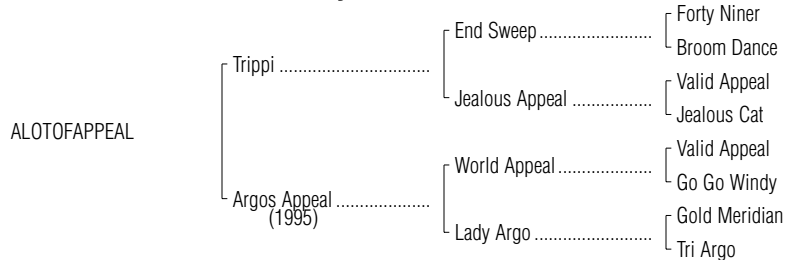 Forty Niner
End Sweep........................
Broom Dance
Trippi ................................
Valid Appeal
Jealous Appeal .................
Jealous Cat
ALOTOFAPPEAL
Valid Appeal
World Appeal....................
Go Go Windy
Argos Appeal ....................
(1995)
Gold Meridian
Lady Argo .........................
Tri Argo